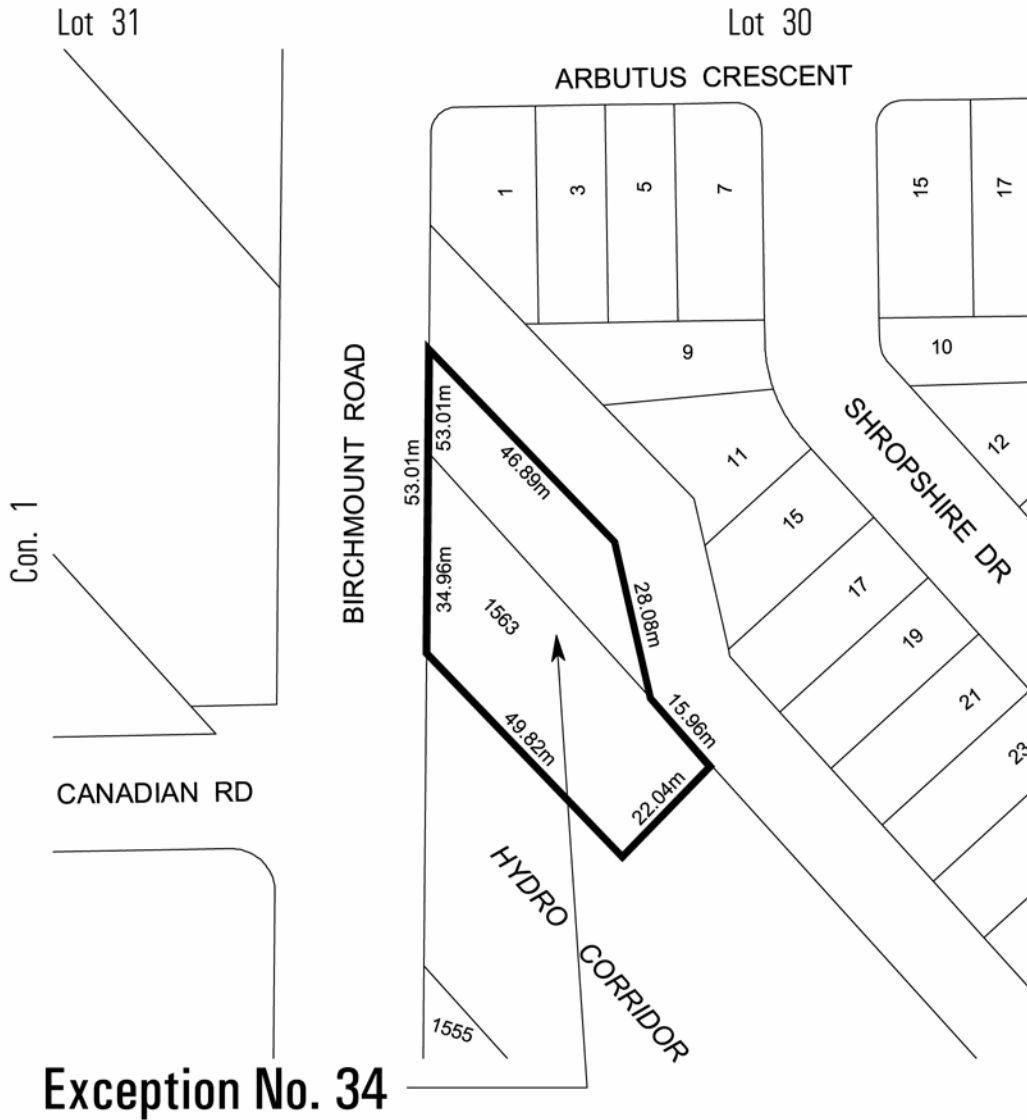 Lot 31
Lot 30
ARBUTUS CRESCENT
1
3
5
7
15
17
9
10
11
12
15
17
19
21
23
SHROPSHIRE DR
BIRCHMOUNT ROAD
Con. 1
53.01m
53.01m
46.89m
34.96m
28.08m
1563
15.96m
49.82m
22.04m
CANADIAN RD
HYDRO CORRIDOR
1555
Exception No. 34